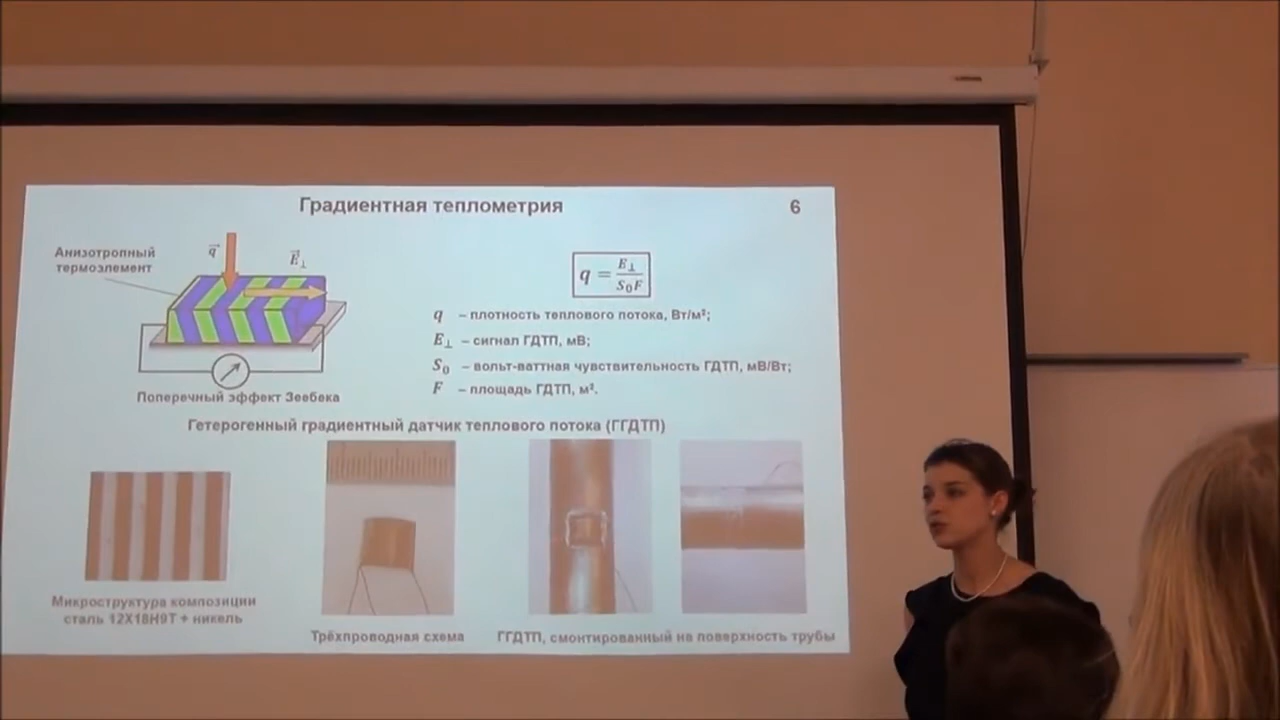 Градиентная теплометрия
6
Анизотропный
термоэлемент
q⃗
E⃗⊥
Поперечный эффект Зеебека
q = E⊥ / S₀F
q – плотность теплового потока, Вт/м²;
E⊥ – сигнал ГДТП, мВ;
S₀ – вольт-ваттная чувствительность ГДТП, мВ/Вт;
F – площадь ГДТП, м².
Гетерогенный градиентный датчик теплового потока (ГГДТП)
Микроструктура композиции
сталь 12Х18Н9Т + никель
Трёхпроводная схема
ГГДТП, смонтированный на поверхность трубы